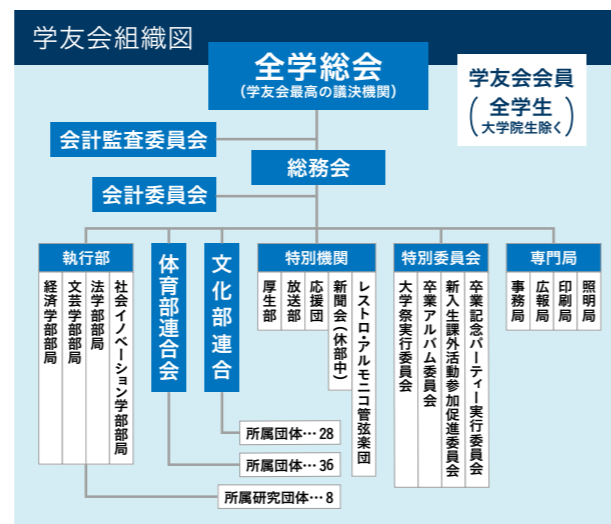 学友会組織図
全学総会
(学友会最高の議決機関)
学友会会員
全学生
大学院生除く
会計監査委員会
総務会
会計委員会
執行部
経済学部部局
文芸学部部局
法学部部局
社会イノベーション学部部局
体育部連合会
文化部連合
特別機関
厚生部
放送部
応援団
新聞会(休部中)
レストロ・アルモニコ管弦楽団
特別委員会
大学祭実行委員会
卒業アルバム委員会
新入生課外活動参加促進委員会
卒業記念パーティー実行委員会
専門局
事務局
広報局
印刷局
照明局
所属団体…28
所属団体…36
所属研究団体…8